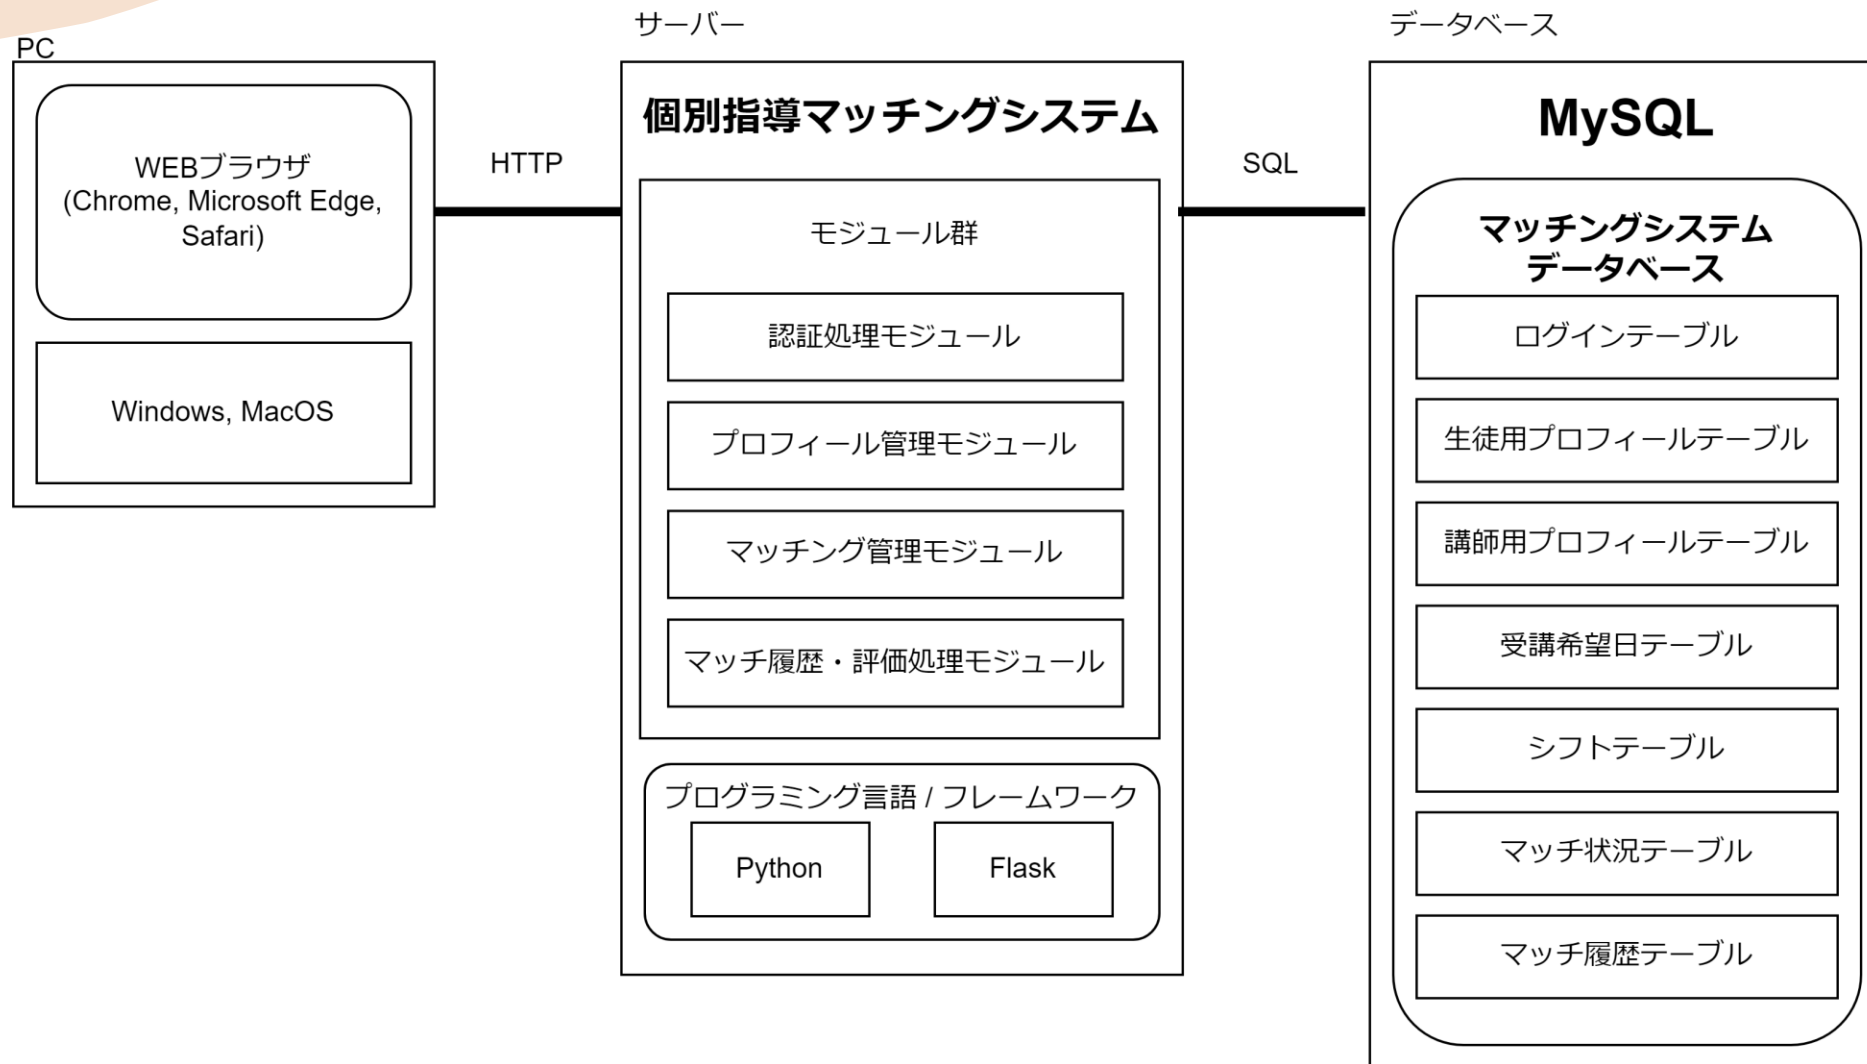 PC
WEBブラウザ
(Chrome, Microsoft Edge,
Safari)
Windows, MacOS
HTTP
サーバー
個別指導マッチングシステム
モジュール群
認証処理モジュール
プロフィール管理モジュール
マッチング管理モジュール
マッチ履歴・評価処理モジュール
プログラミング言語 / フレームワーク
Python
Flask
SQL
データベース
MySQL
マッチングシステム
データベース
ログインテーブル
生徒用プロフィールテーブル
講師用プロフィールテーブル
受講希望日テーブル
シフトテーブル
マッチ状況テーブル
マッチ履歴テーブル